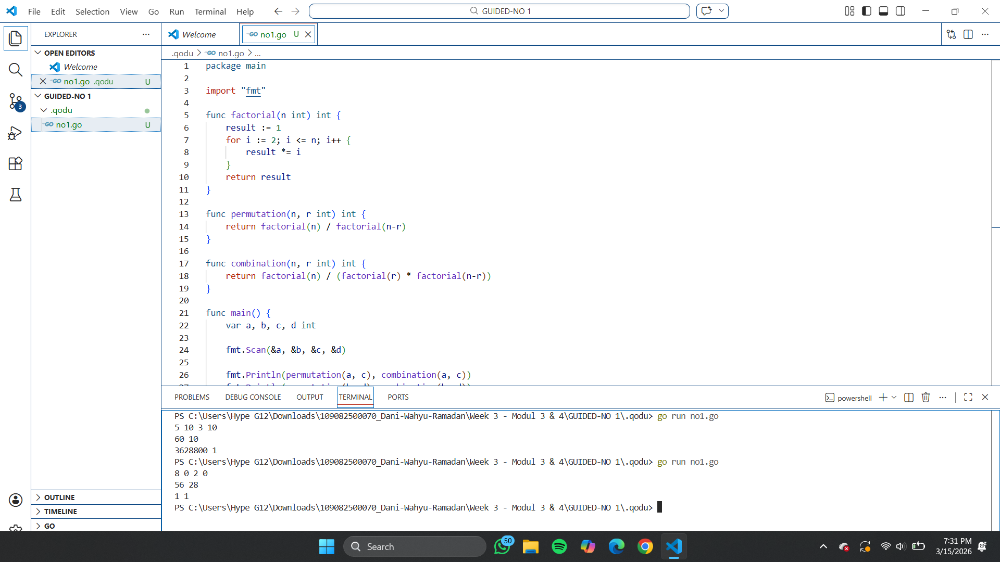 File Edit Selection View Go Run Terminal Help
GUIDED-NO 1
EXPLORER
Welcome
GO no1.go U
OPEN EDITORS
Welcome
GO no1.go .qodu U
GUIDED-NO 1
.qodu
GO no1.go U
3
.qodu > GO no1.go > ...
1 package main
2
3 import "fmt"
4
5 func factorial(n int) int {
6 result := 1
7 for i := 2; i <= n; i++ {
8 result *= i
9 }
10 return result
11 }
12
13 func permutation(n, r int) int {
14 return factorial(n) / factorial(n-r)
15 }
16
17 func combination(n, r int) int {
18 return factorial(n) / (factorial(r) * factorial(n-r))
19 }
20
21 func main() {
22 var a, b, c, d int
23
24 fmt.Scan(&a, &b, &c, &d)
25
26 fmt.Println(permutation(a, c), combination(a, c))
PROBLEMS DEBUG CONSOLE OUTPUT TERMINAL PORTS
powershell
PS C:\Users\Hype G12\Downloads\109082500070_Dani-Wahyu-Ramadan\Week 3 - Modul 3 & 4\GUIDED-NO 1\.qodu> go run no1.go
5 10 3 10
60 10
3628800 1
PS C:\Users\Hype G12\Downloads\109082500070_Dani-Wahyu-Ramadan\Week 3 - Modul 3 & 4\GUIDED-NO 1\.qodu> go run no1.go
8 0 2 0
56 28
1 1
PS C:\Users\Hype G12\Downloads\109082500070_Dani-Wahyu-Ramadan\Week 3 - Modul 3 & 4\GUIDED-NO 1\.qodu>
OUTLINE
TIMELINE
GO
Search
50
7:31 PM
3/15/2026